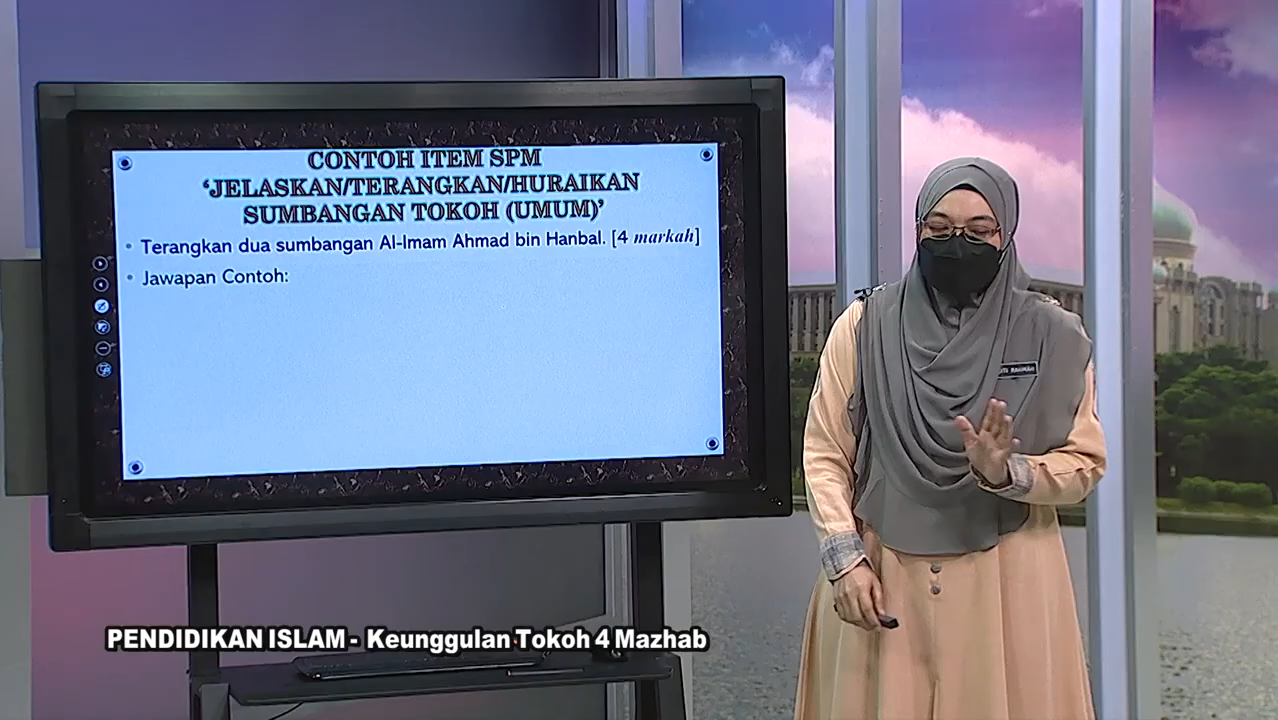 CONTOH ITEM SPM
‘JELASKAN/TERANGKAN/HURAIKAN
SUMBANGAN TOKOH (UMUM)’
• Terangkan dua sumbangan Al-Imam Ahmad bin Hanbal. [4 markah]
• Jawapan Contoh:
PENDIDIKAN ISLAM - Keunggulan Tokoh 4 Mazhab